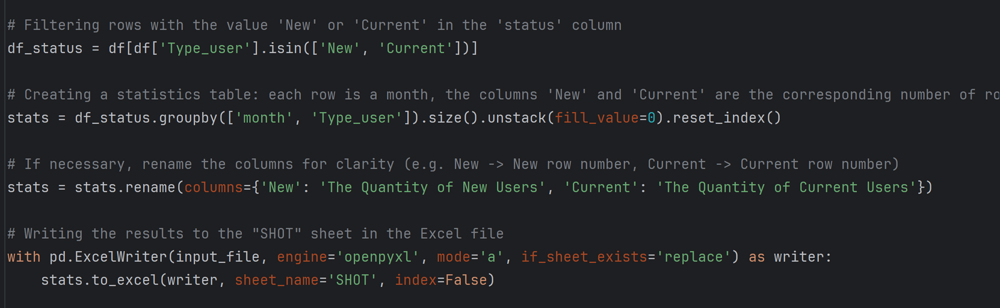 # Filtering rows with the value 'New' or 'Current' in the 'status' column
df_status = df[df['Type_user'].isin(['New', 'Current'])]
# Creating a statistics table: each row is a month, the columns 'New' and 'Current' are the corresponding number of ro
stats = df_status.groupby(['month', 'Type_user']).size().unstack(fill_value=0).reset_index()
# If necessary, rename the columns for clarity (e.g. New -> New row number, Current -> Current row number)
stats = stats.rename(columns={'New': 'The Quantity of New Users', 'Current': 'The Quantity of Current Users'})
# Writing the results to the "SHOT" sheet in the Excel file
with pd.ExcelWriter(input_file, engine='openpyxl', mode='a', if_sheet_exists='replace') as writer:
    stats.to_excel(writer, sheet_name='SHOT', index=False)